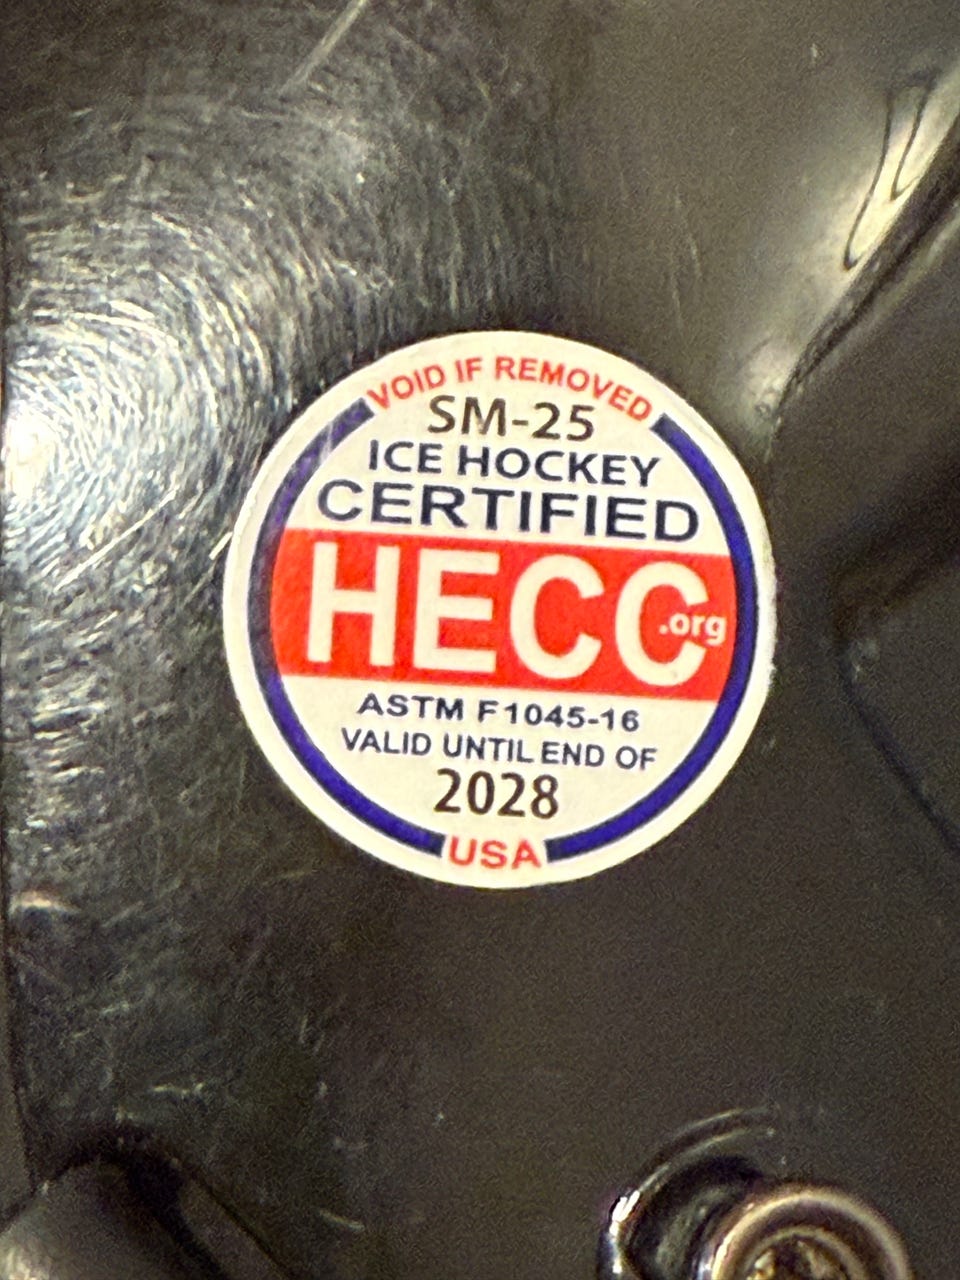 VOID IF REMOVED
SM-25
ICE HOCKEY
CERTIFIED
HECC.org
ASTM F1045-16
VALID UNTIL END OF
2028
USA